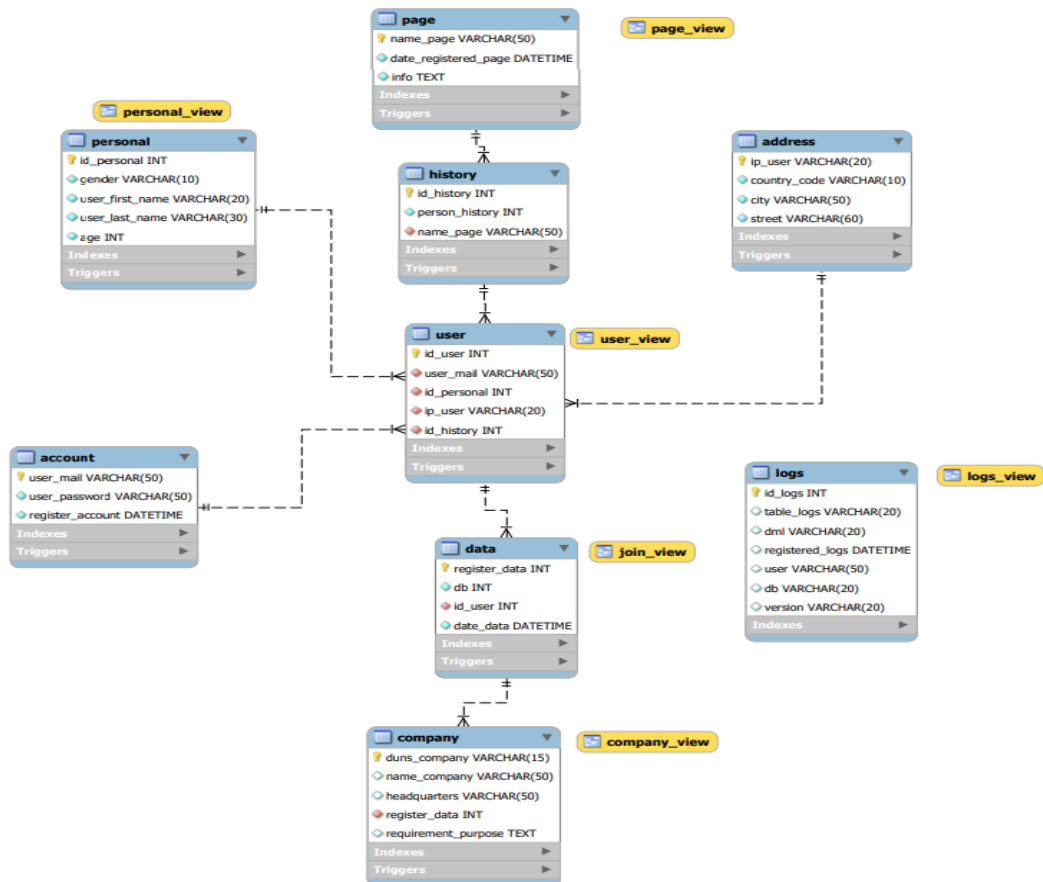 page
name_page VARCHAR(50)
date_registered_page DATETIME
info TEXT
Indexes
Triggers
page_view
personal_view
personal
id_personal INT
gender VARCHAR(10)
user_first_name VARCHAR(20)
user_last_name VARCHAR(30)
age INT
Indexes
Triggers
history
id_history INT
person_history INT
name_page VARCHAR(50)
Indexes
Triggers
address
ip_user VARCHAR(20)
country_code VARCHAR(10)
city VARCHAR(50)
street VARCHAR(60)
Indexes
Triggers
user
id_user INT
user_mail VARCHAR(50)
id_personal INT
ip_user VARCHAR(20)
id_history INT
Indexes
Triggers
user_view
account
user_mail VARCHAR(50)
user_password VARCHAR(50)
register_account DATETIME
Indexes
Triggers
logs
id_logs INT
table_logs VARCHAR(20)
dml VARCHAR(20)
registered_logs DATETIME
user VARCHAR(50)
db VARCHAR(20)
version VARCHAR(20)
Indexes
logs_view
data
register_data INT
db INT
id_user INT
date_data DATETIME
Indexes
Triggers
join_view
company
duns_company VARCHAR(15)
name_company VARCHAR(50)
headquarters VARCHAR(50)
register_data INT
requirement_purpose TEXT
Indexes
Triggers
company_view